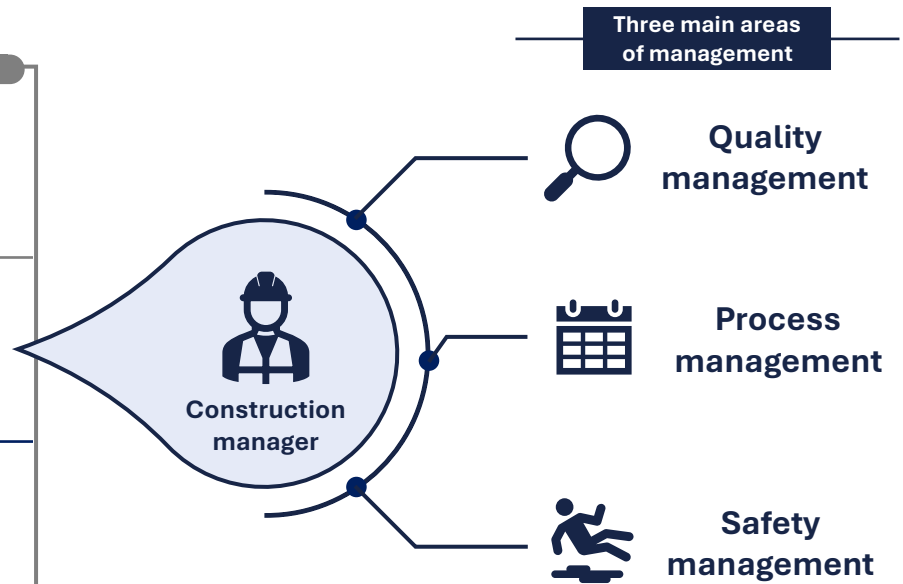 Three main areas
of management
Quality
management
Process
management
Construction
manager
Safety
management